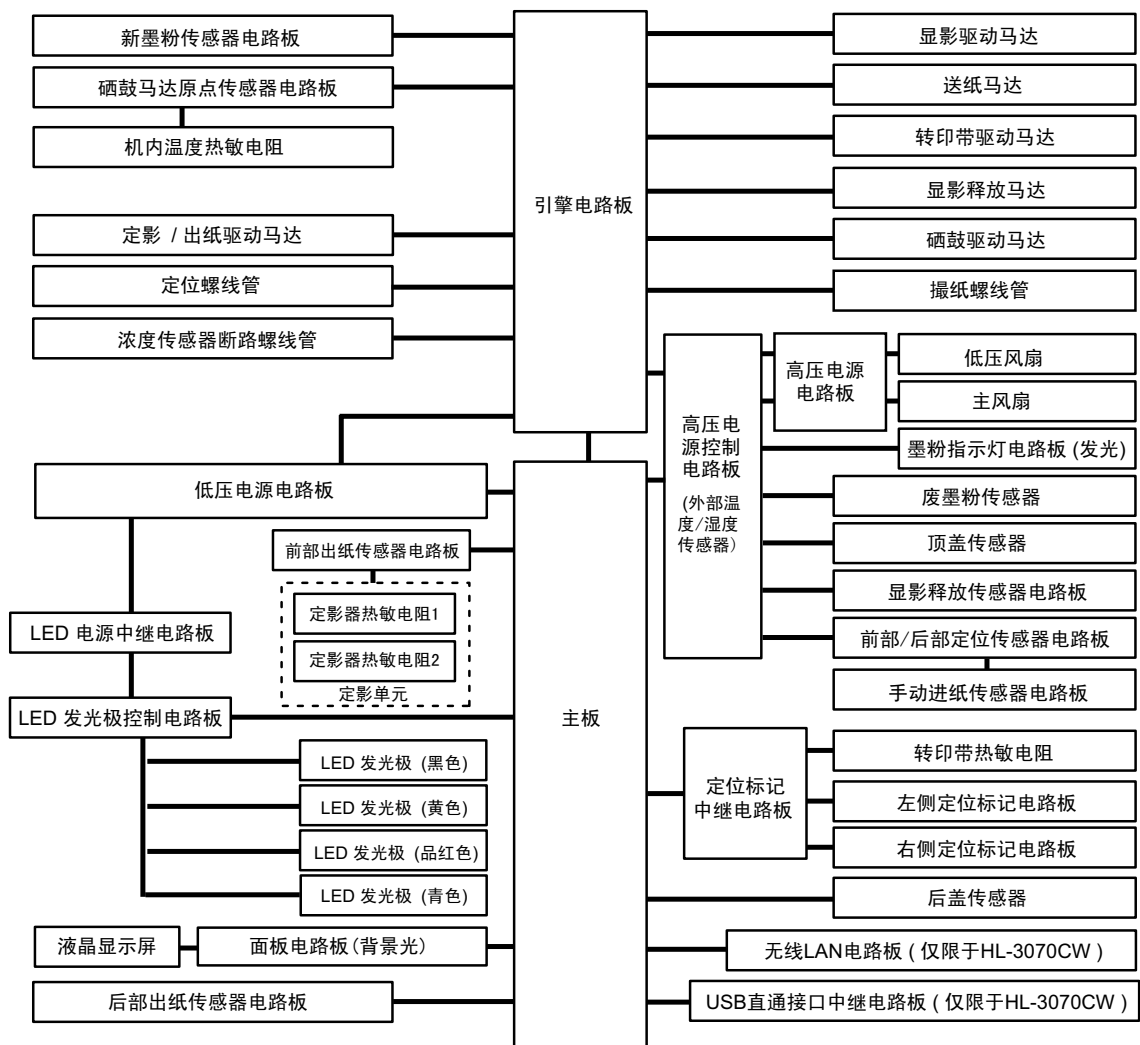 新墨粉传感器电路板
硒鼓马达原点传感器电路板
机内温度热敏电阻
定影 / 出纸驱动马达
定位螺线管
浓度传感器断路螺线管
引擎电路板
显影驱动马达
送纸马达
转印带驱动马达
显影释放马达
硒鼓驱动马达
撮纸螺线管
高压电源控制电路板
(外部温度/湿度传感器)
高压电源
电路板
低压风扇
主风扇
墨粉指示灯电路板 (发光)
废墨粉传感器
顶盖传感器
显影释放传感器电路板
前部/后部定位传感器电路板
手动进纸传感器电路板
低压电源电路板
前部出纸传感器电路板
定影器热敏电阻1
定影器热敏电阻2
定影单元
LED 电源中继电路板
LED 发光极控制电路板
LED 发光极 (黑色)
LED 发光极 (黄色)
LED 发光极 (品红色)
LED 发光极 (青色)
液晶显示屏
面板电路板(背景光)
后部出纸传感器电路板
主板
定位标记
中继电路板
转印带热敏电阻
左侧定位标记电路板
右侧定位标记电路板
后盖传感器
无线LAN电路板 ( 仅限于HL-3070CW )
USB直通接口中继电路板 ( 仅限于HL-3070CW )